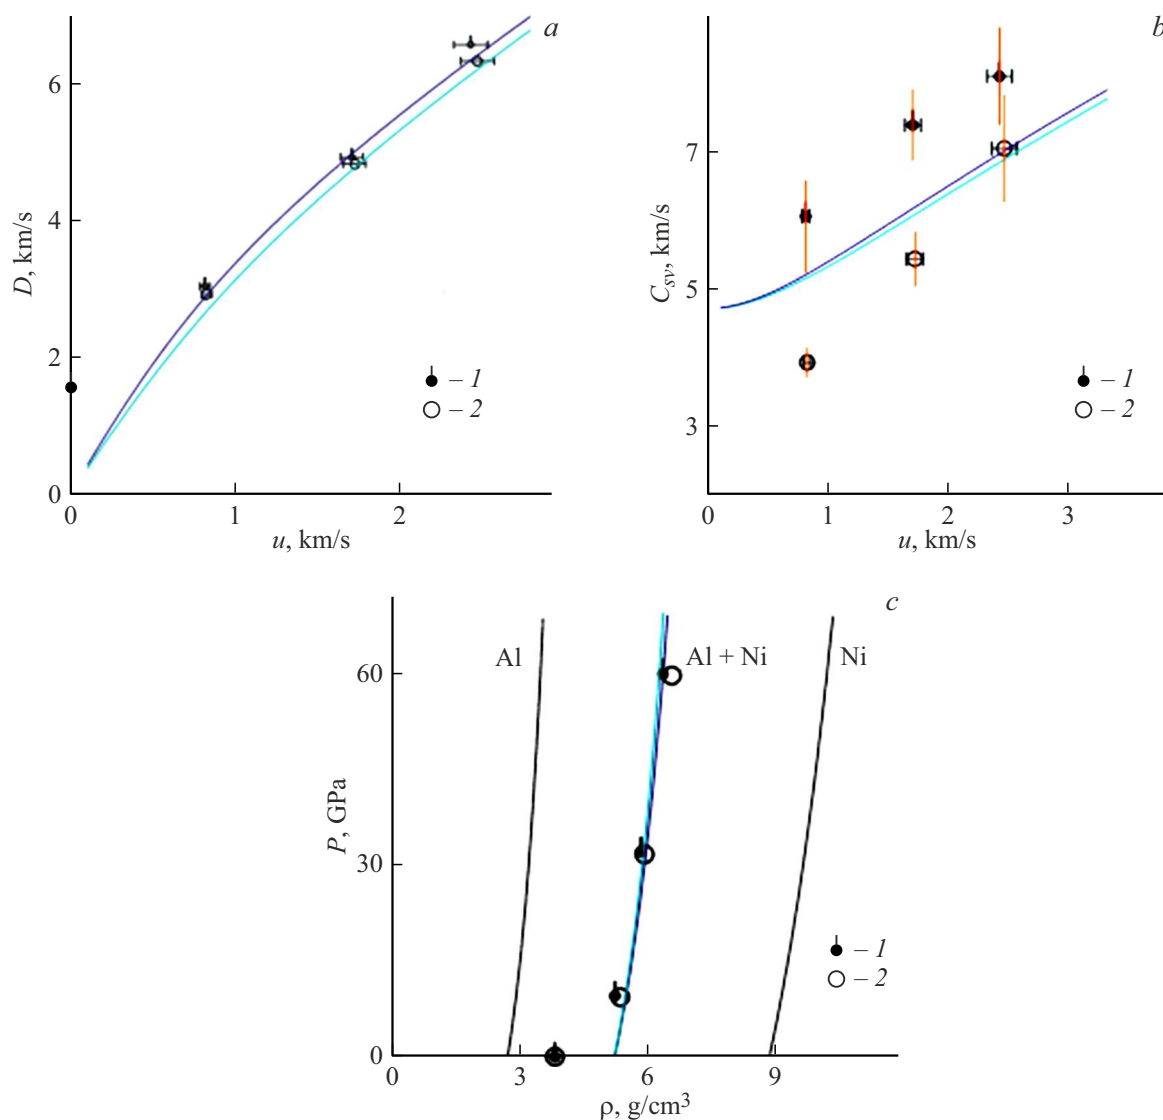 a
6
4
2
0
D, km/s
0
1
2
u, km/s
– 1
– 2
b
7
5
3
C_sv, km/s
0
1
2
3
u, km/s
– 1
– 2
c
Al
Al + Ni
Ni
60
30
0
P, GPa
0
3
6
9
ρ, g/cm³
– 1
– 2